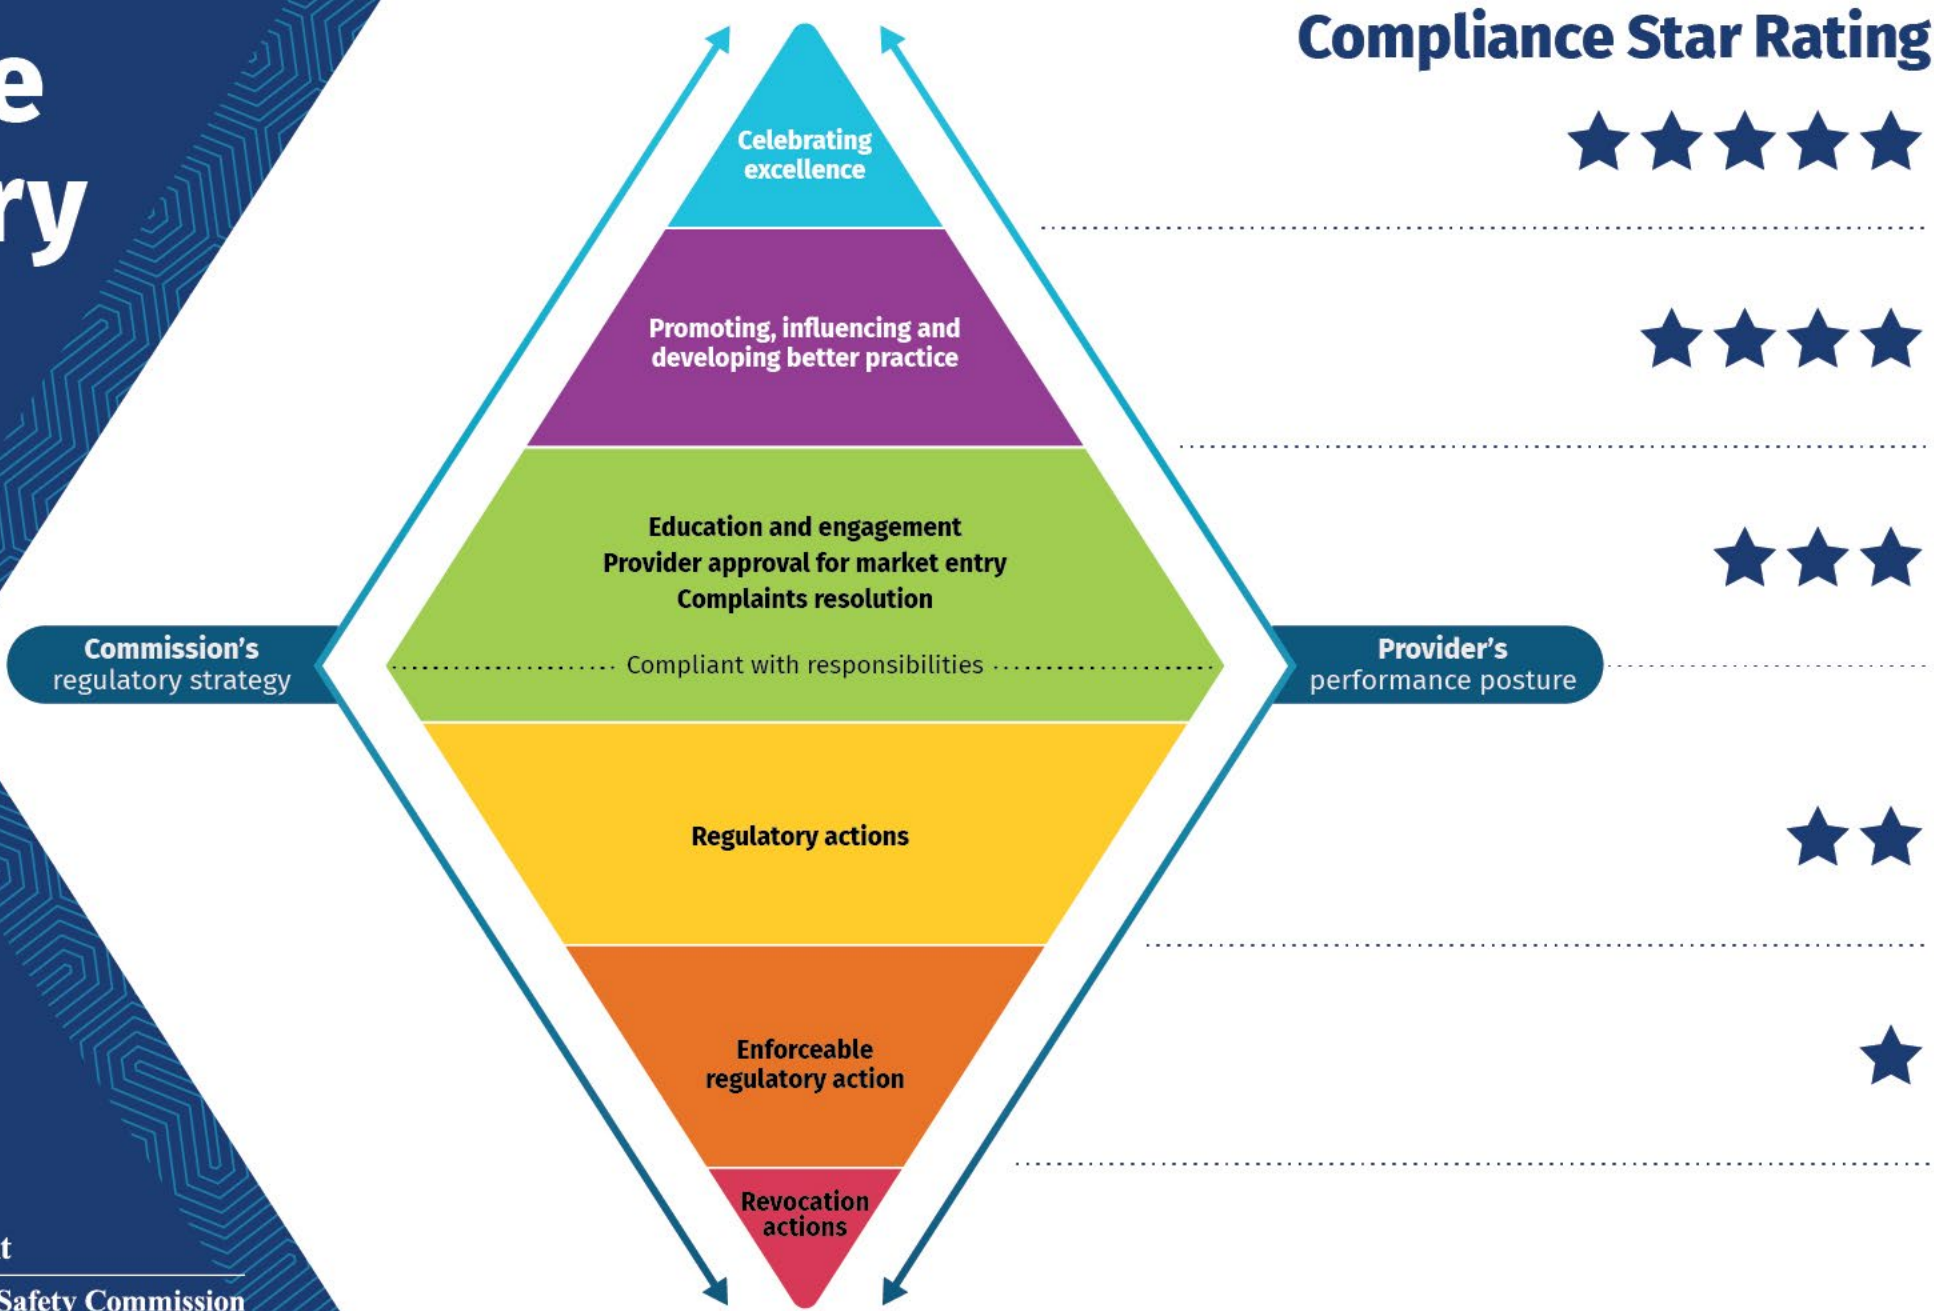 e
ry
Compliance Star Rating
Celebrating
excellence
Promoting, influencing and
developing better practice
Education and engagement
Provider approval for market entry
Complaints resolution
Commission’s
regulatory strategy
Compliant with responsibilities
Provider’s
performance posture
Regulatory actions
Enforceable
regulatory action
Revocation
actions
t
Safety Commission